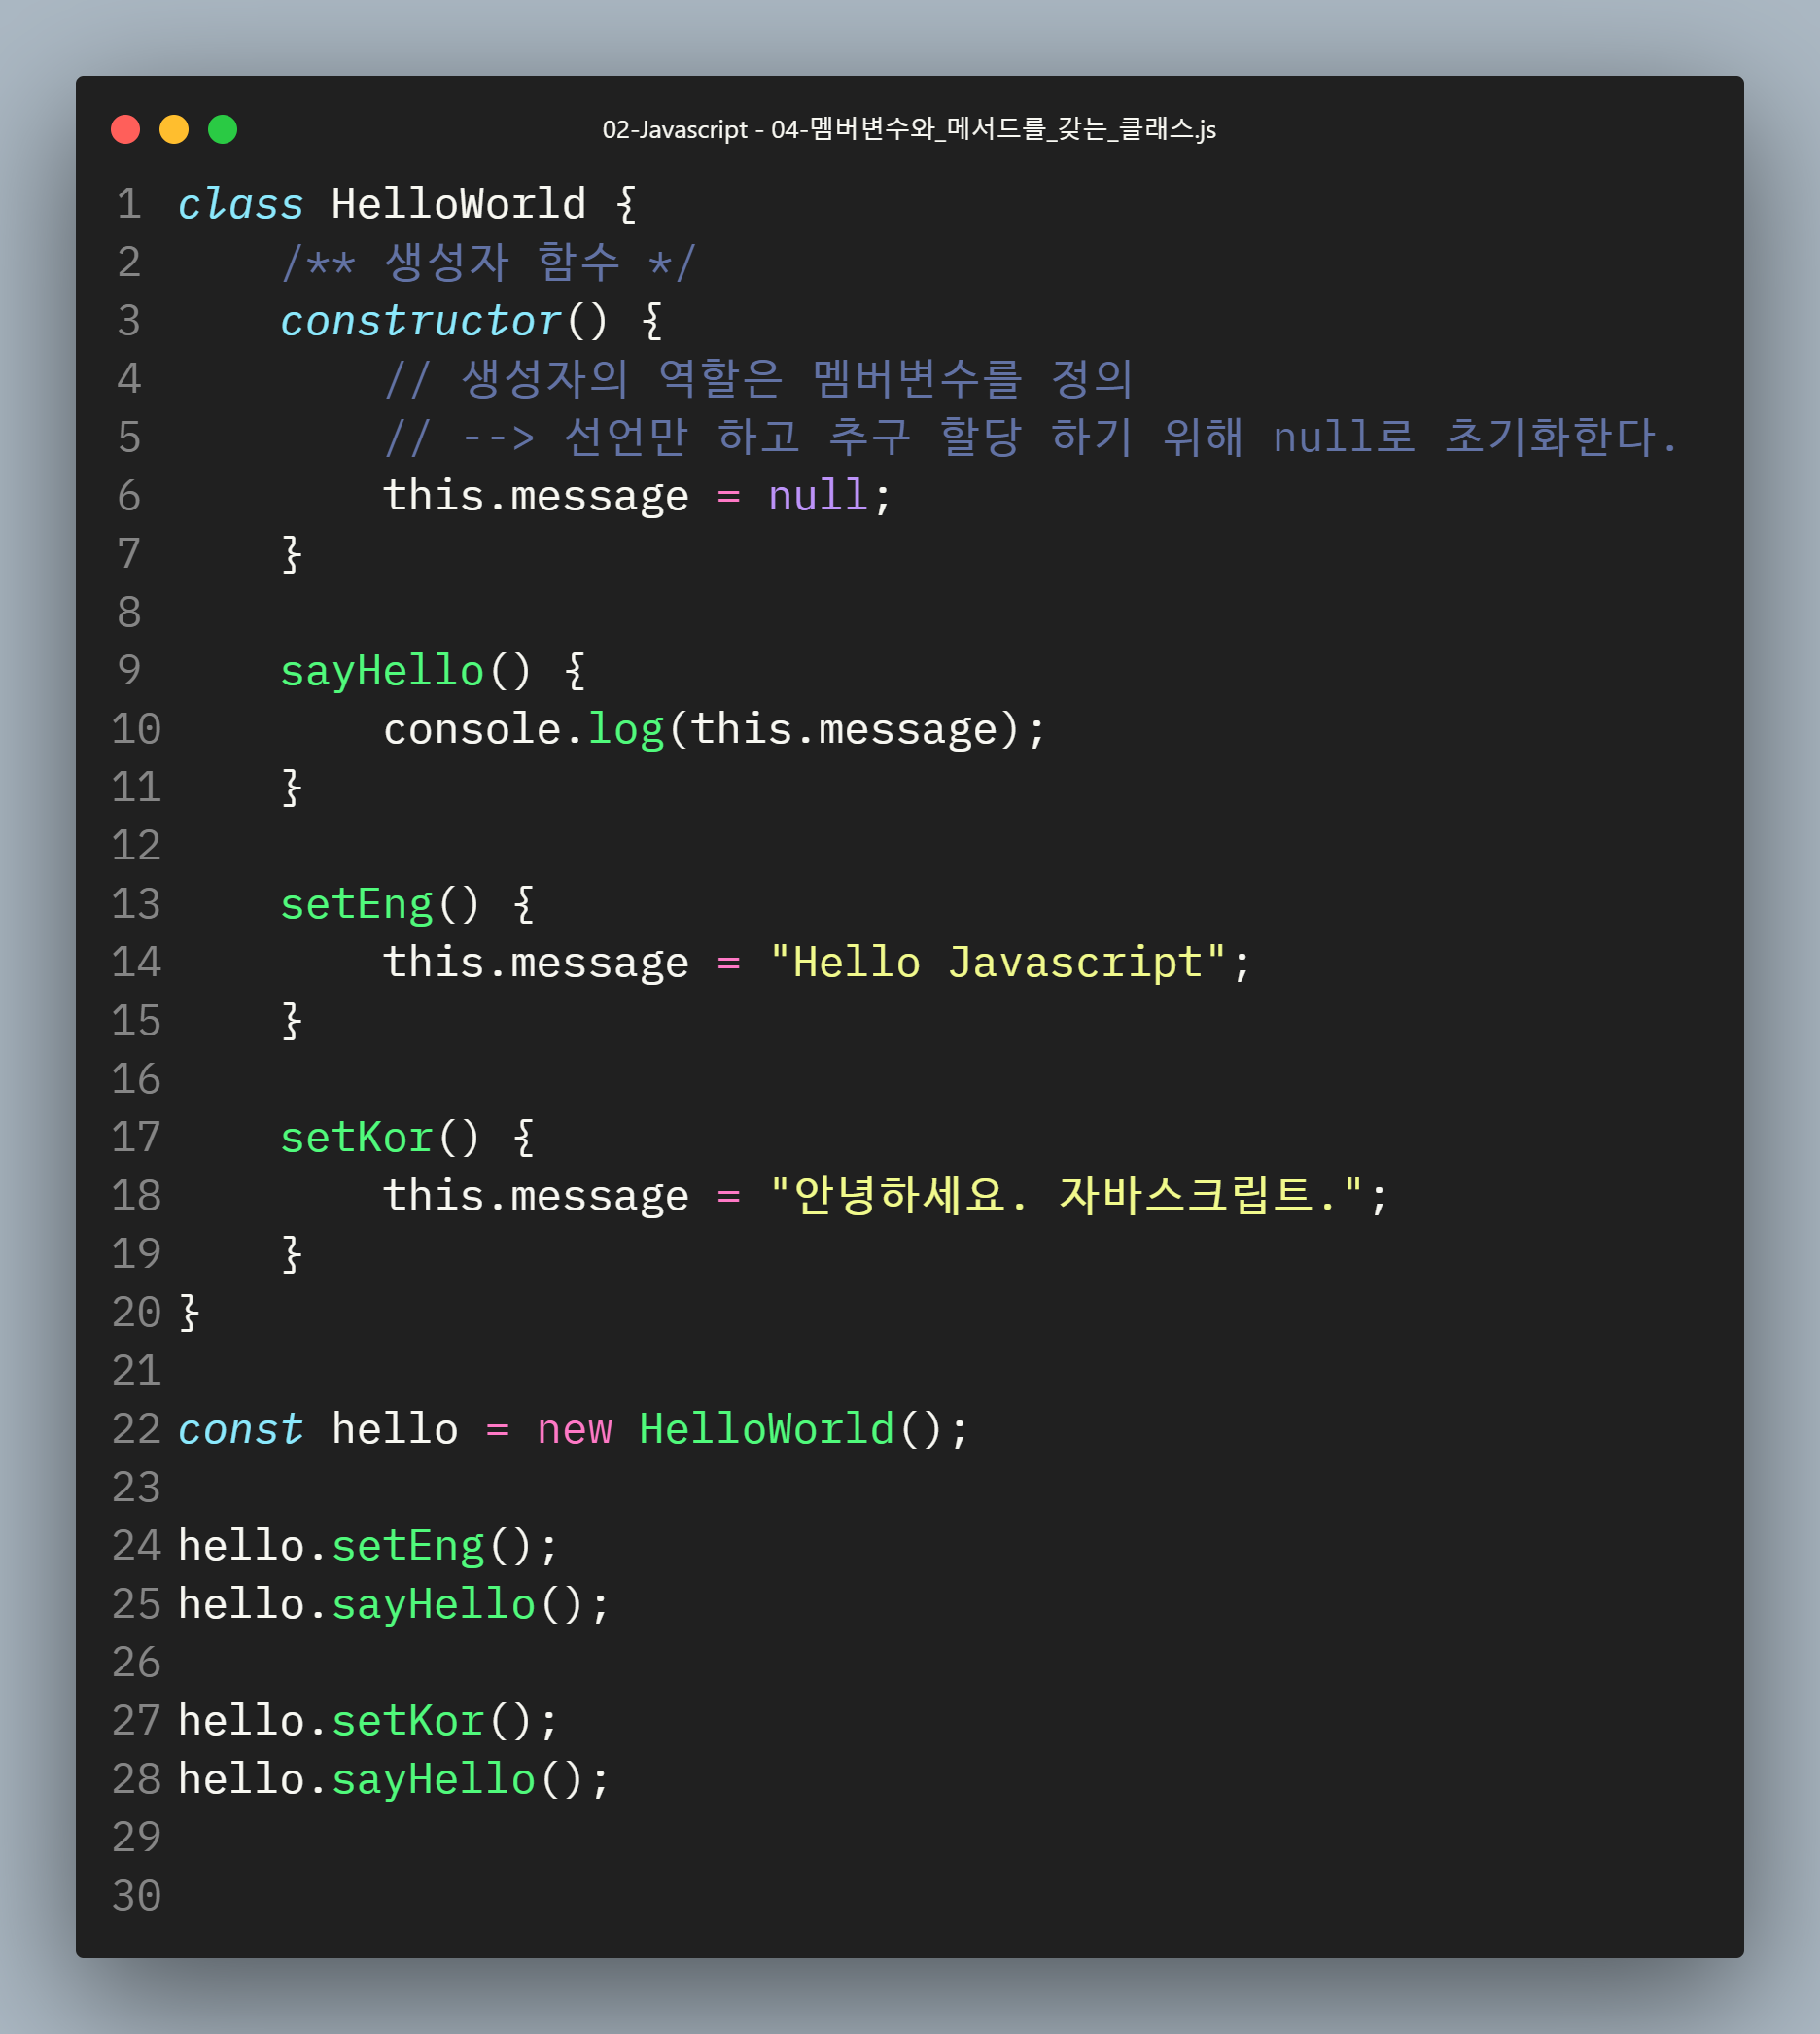 02-Javascript - 04-멤버변수와_메서드를_갖는_클래스.js
1 class HelloWorld {
2     /** 생성자 함수 */
3     constructor() {
4         // 생성자의 역할은 멤버변수를 정의
5         // --> 선언만 하고 추구 할당 하기 위해 null로 초기화한다.
6         this.message = null;
7     }
8
9     sayHello() {
10         console.log(this.message);
11     }
12
13     setEng() {
14         this.message = "Hello Javascript";
15     }
16
17     setKor() {
18         this.message = "안녕하세요. 자바스크립트.";
19     }
20 }
21
22 const hello = new HelloWorld();
23
24 hello.setEng();
25 hello.sayHello();
26
27 hello.setKor();
28 hello.sayHello();
29
30